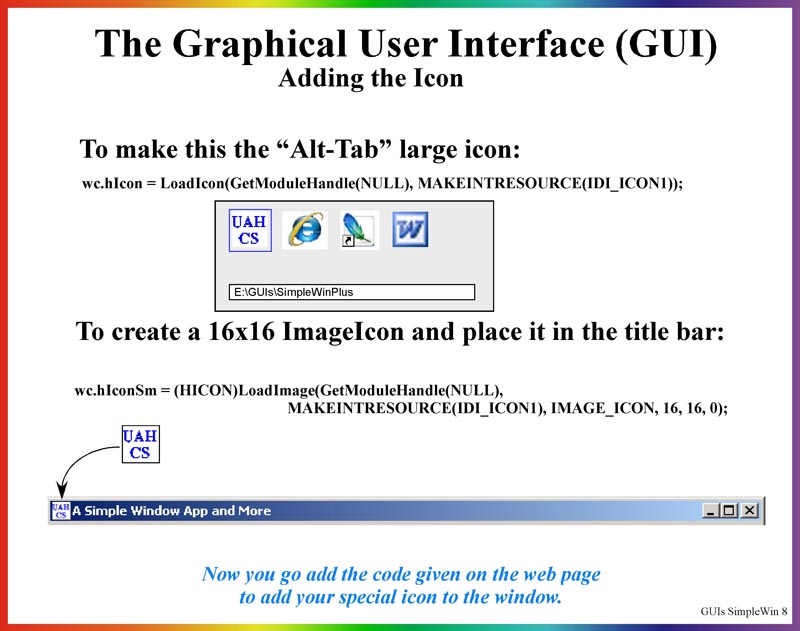 The Graphical User Interface (GUI)
Adding the Icon
To make this the “Alt-Tab” large icon:
wc.hIcon = LoadIcon(GetModuleHandle(NULL), MAKEINTRESOURCE(IDI_ICON1));
UAH
CS
W
E:\GUIs\SimpleWinPlus
To create a 16x16 ImageIcon and place it in the title bar:
wc.hIconSm = (HICON)LoadImage(GetModuleHandle(NULL),
MAKEINTRESOURCE(IDI_ICON1), IMAGE_ICON, 16, 16, 0);
UAH
CS
UAH
CS
A Simple Window App and More
Now you go add the code given on the web page
to add your special icon to the window.
GUIs SimpleWin 8